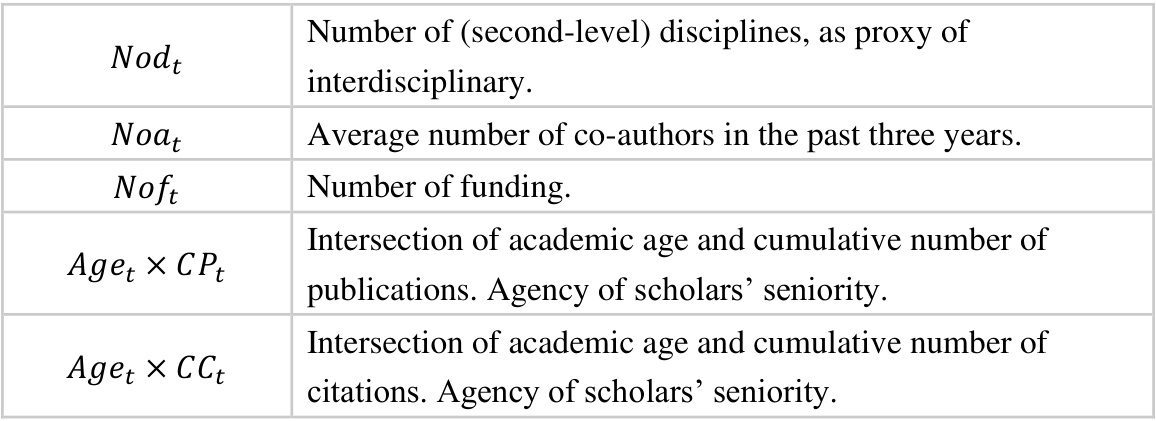 Nod_t
Number of (second-level) disciplines, as proxy of
interdisciplinary.
Noa_t
Average number of co-authors in the past three years.
Nof_t
Number of funding.
Age_t × CP_t
Intersection of academic age and cumulative number of
publications. Agency of scholars’ seniority.
Age_t × CC_t
Intersection of academic age and cumulative number of
citations. Agency of scholars’ seniority.